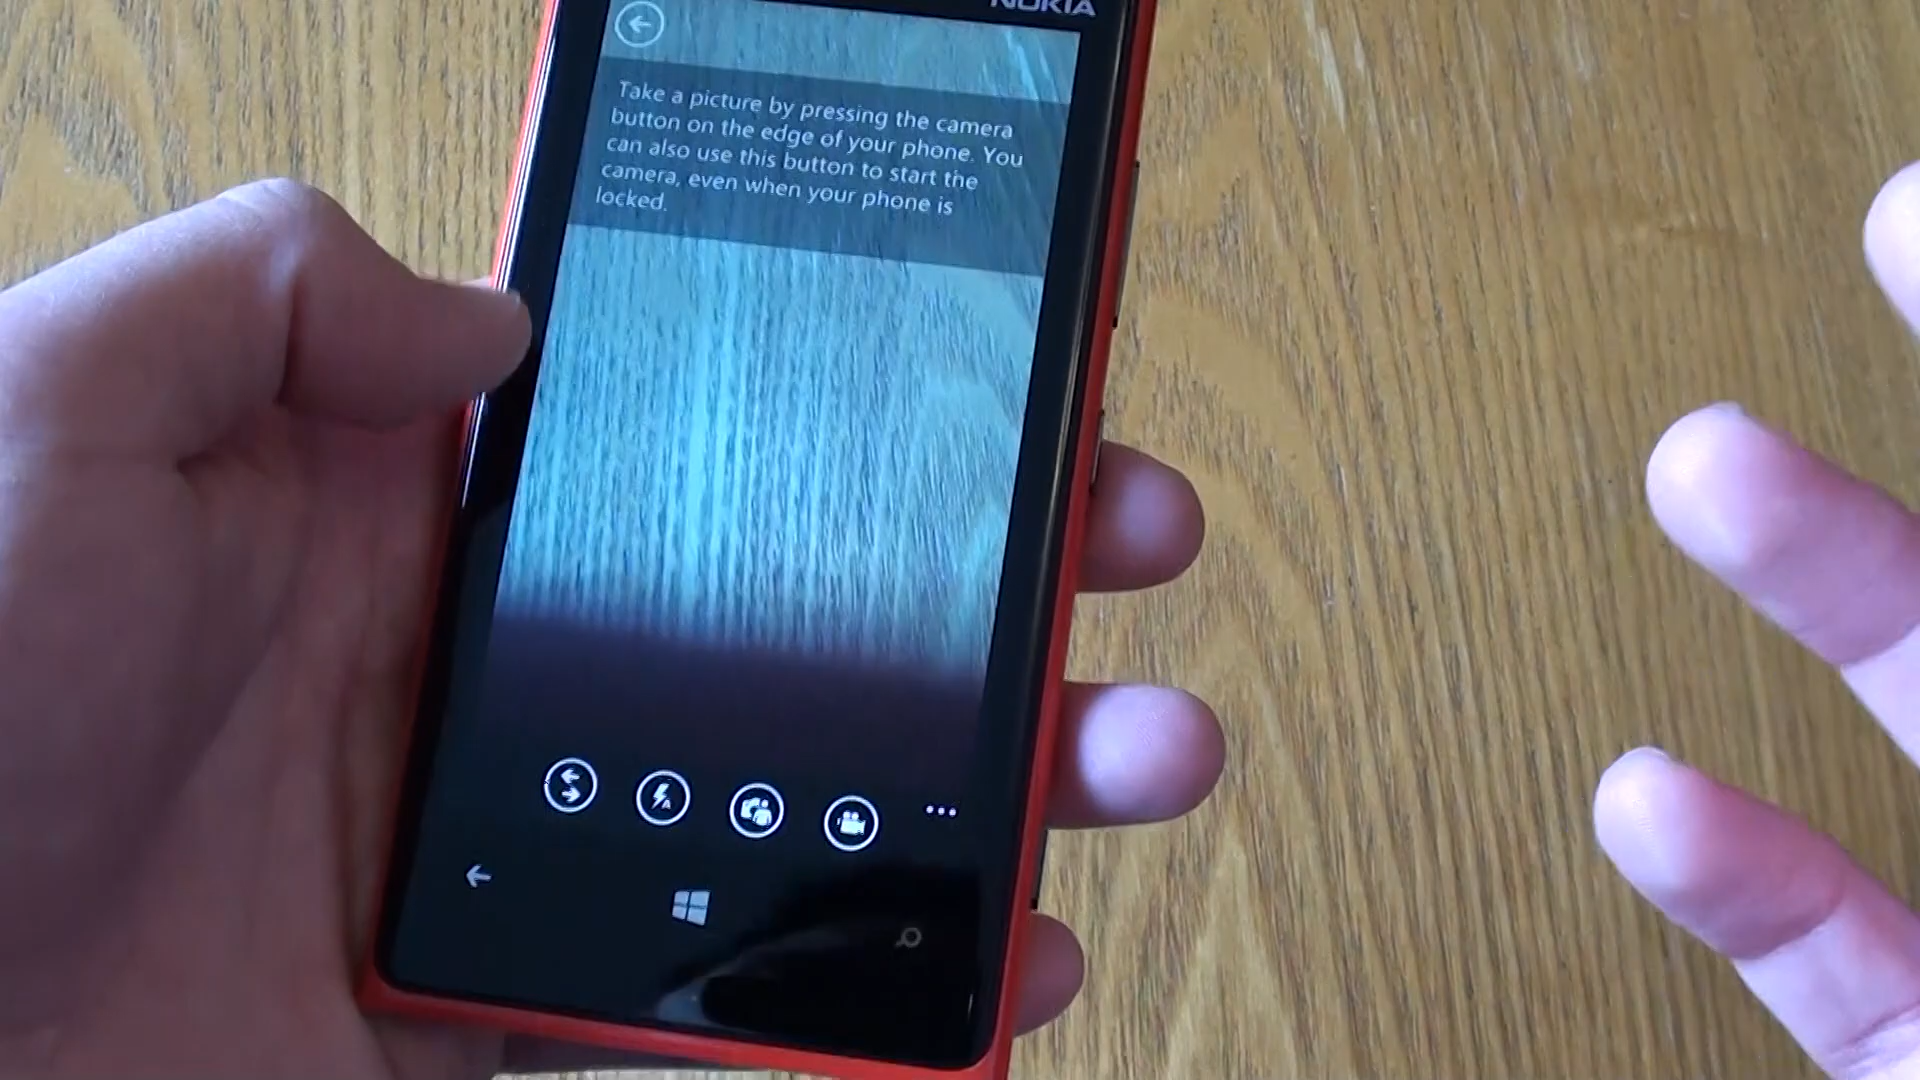 NOKIA
Take a picture by pressing the camera
button on the edge of your phone. You
can also use this button to start the
camera, even when your phone is
locked.
A